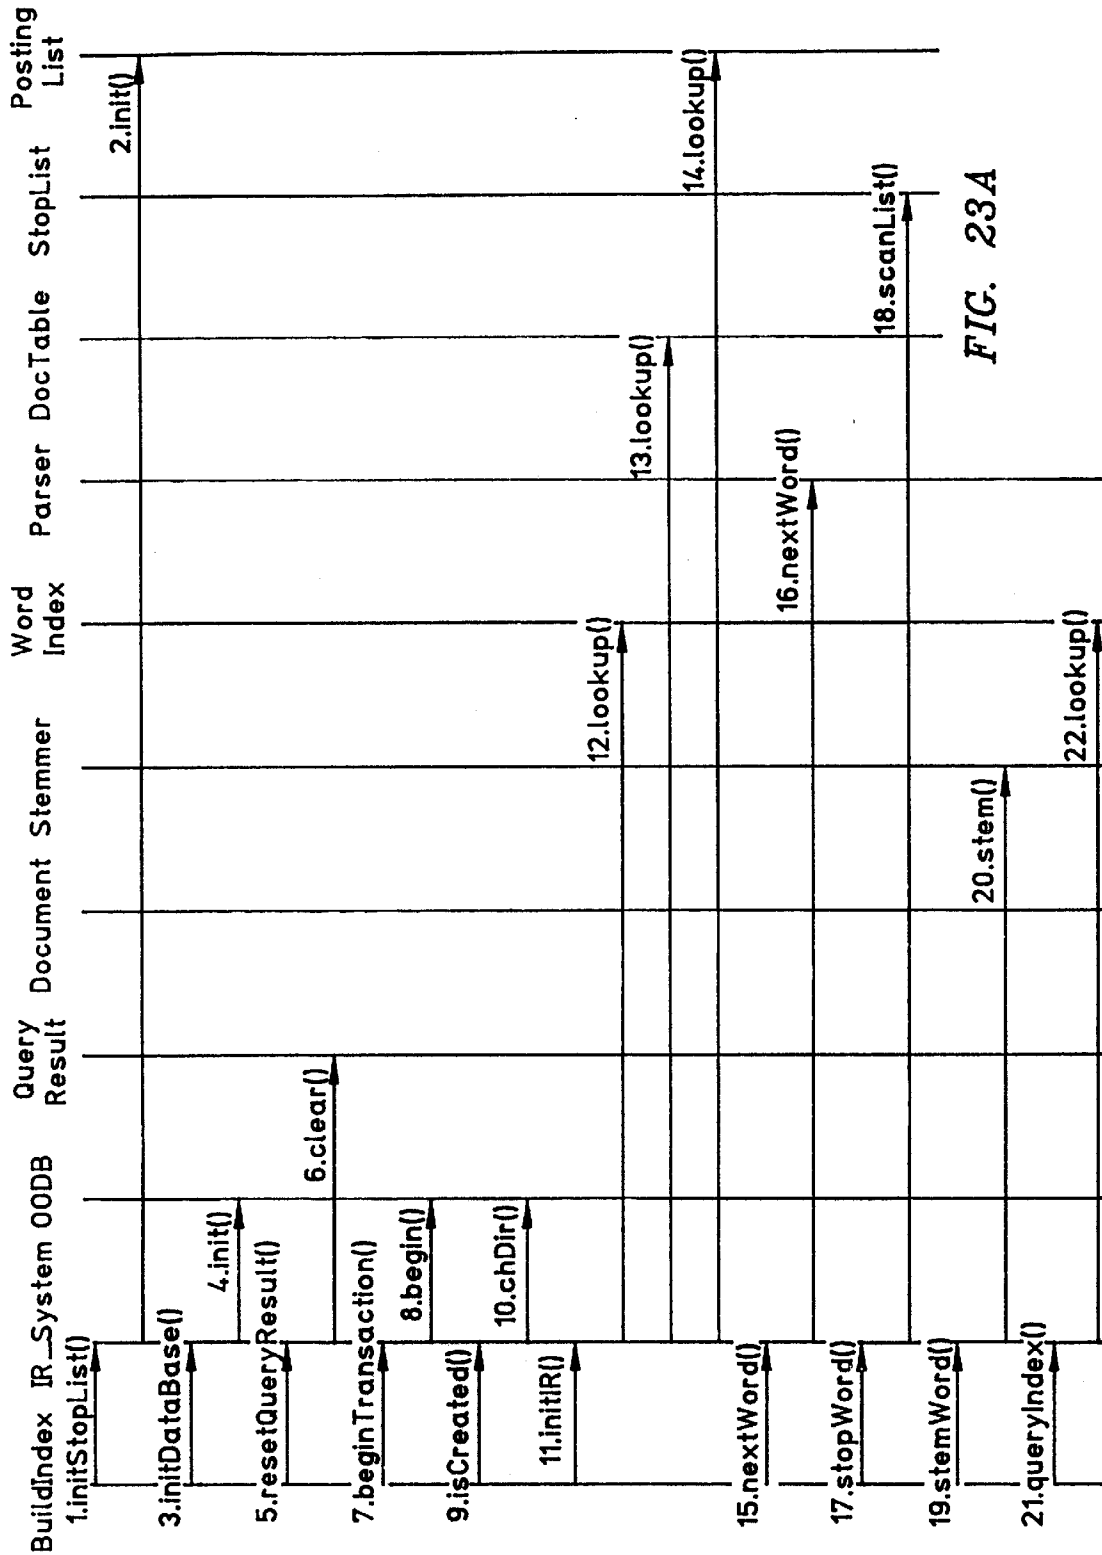 BuildIndex IR_System OODB Query Result Document Stemmer Word Index Parser DocTable StopList Posting List
1.initStopList()
2.init()
3.initDataBase()
4.init()
5.resetQueryResult()
6.clear()
7.beginTransaction()
8.begin()
9.isCreated()
10.chDir()
11.initIR()
12.lookup()
13.lookup()
14.lookup()
15.nextWord()
16.nextWord()
17.stopWord()
18.scanList()
19.stemWord()
20.stem()
21.queryIndex()
22.lookup()
FIG. 23A